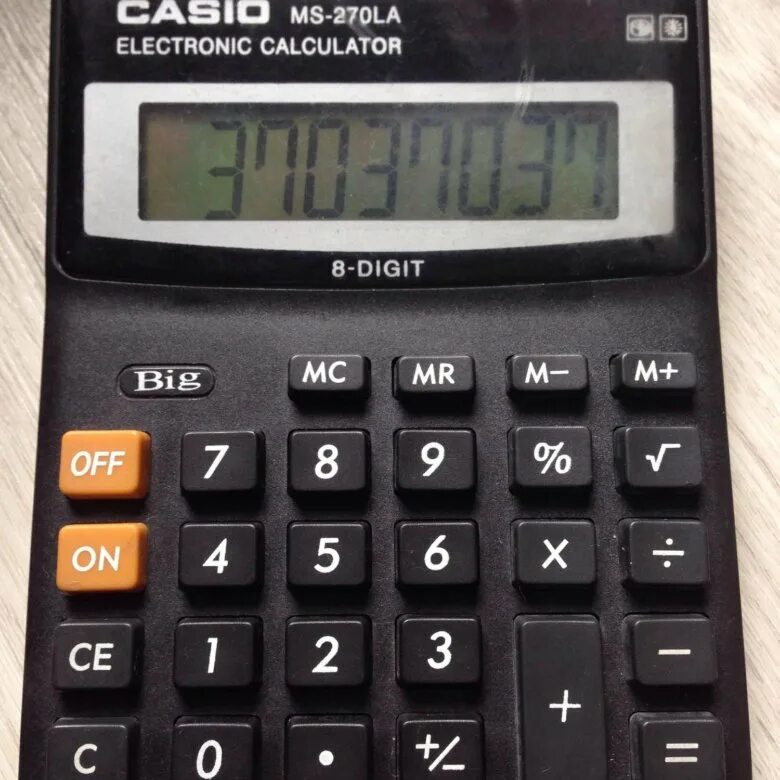 CASIO MS-270LA
ELECTRONIC CALCULATOR
37037037
8-DIGIT
Big MC MR M− M+
OFF 7 8 9 % √
ON 4 5 6 X ÷
CE 1 2 3 −
+
C 0 • +/− =